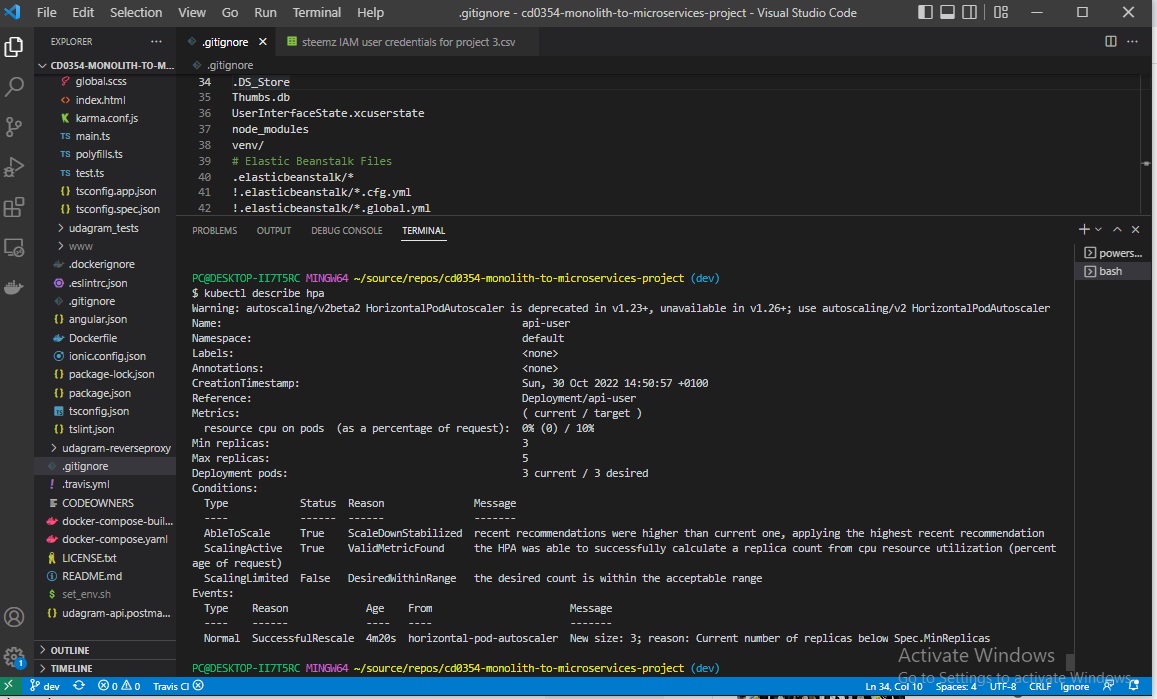 File Edit Selection View Go Run Terminal Help .gitignore - cd0354-monolith-to-microservices-project - Visual Studio Code
EXPLORER ...
CD0354-MONOLITH-TO-M...
global.scss
index.html
karma.conf.js
TS main.ts
TS polyfills.ts
TS test.ts
tsconfig.app.json
tsconfig.spec.json
udagram_tests
www
.dockerignore
.eslintrc.json
.gitignore
angular.json
Dockerfile
ionic.config.json
package-lock.json
package.json
tsconfig.json
tslint.json
udagram-reverseproxy
.gitignore
.travis.yml
CODEOWNERS
docker-compose-buil...
docker-compose.yaml
LICENSE.txt
README.md
set_env.sh
udagram-api.postma...
OUTLINE
TIMELINE
.gitignore steemz IAM user credentials for project 3.csv
.gitignore
34 .DS_Store
35 Thumbs.db
36 UserInterfaceState.xcuserstate
37 node_modules
38 venv/
39 # Elastic Beanstalk Files
40 .elasticbeanstalk/*
41 !.elasticbeanstalk/*.cfg.yml
42 !.elasticbeanstalk/*.global.yml
PROBLEMS OUTPUT DEBUG CONSOLE TERMINAL
powers...
bash
PC@DESKTOP-II7T5RC MINGW64 ~/source/repos/cd0354-monolith-to-microservices-project (dev)
$ kubectl describe hpa
Warning: autoscaling/v2beta2 HorizontalPodAutoscaler is deprecated in v1.23+, unavailable in v1.26+; use autoscaling/v2 HorizontalPodAutoscaler
Name: api-user
Namespace: default
Labels: <none>
Annotations: <none>
CreationTimestamp: Sun, 30 Oct 2022 14:50:57 +0100
Reference: Deployment/api-user
Metrics: ( current / target )
resource cpu on pods (as a percentage of request): 0% (0) / 10%
Min replicas: 3
Max replicas: 5
Deployment pods: 3 current / 3 desired
Conditions:
Type Status Reason Message
---- ------ ------ -------
AbleToScale True ScaleDownStabilized recent recommendations were higher than current one, applying the highest recent recommendation
ScalingActive True ValidMetricFound the HPA was able to successfully calculate a replica count from cpu resource utilization (percent
age of request)
ScalingLimited False DesiredWithinRange the desired count is within the acceptable range
Events:
Type Reason Age From Message
---- ------ ---- ---- -------
Normal SuccessfulRescale 4m20s horizontal-pod-autoscaler New size: 3; reason: Current number of replicas below Spec.MinReplicas
PC@DESKTOP-II7T5RC MINGW64 ~/source/repos/cd0354-monolith-to-microservices-project (dev)
Activate Windows
Go to Settings to activate Windows.
1
dev 0 0 Travis CI Ln 34, Col 10 Spaces: 4 UTF-8 CRLF Ignore